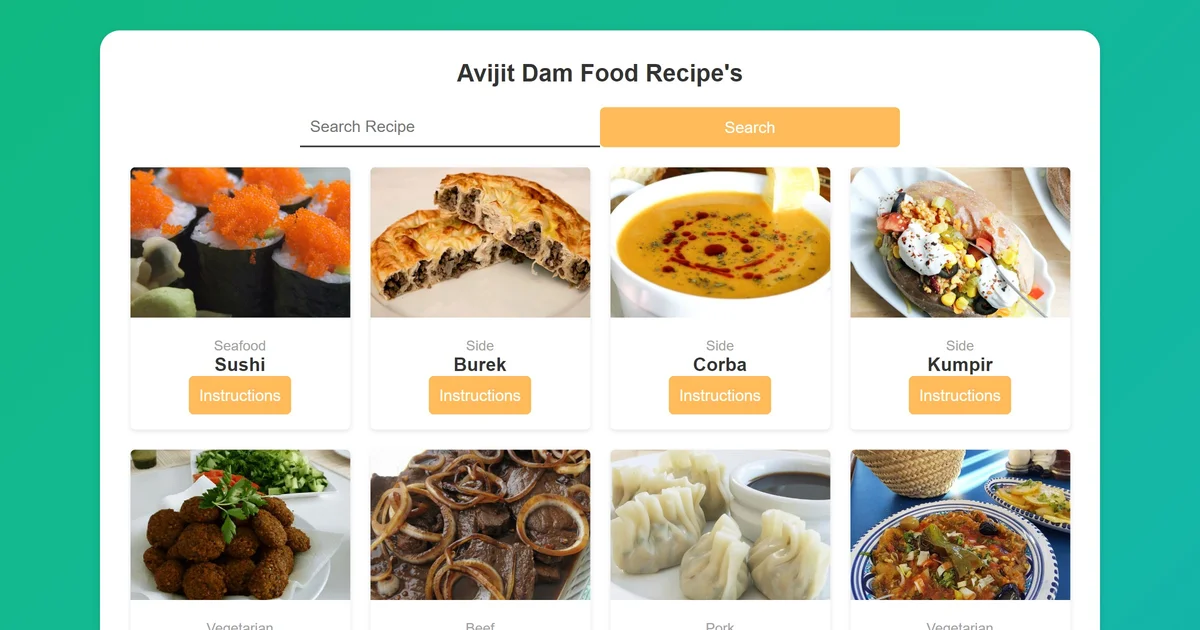 Avijit Dam Food Recipe's
Search Recipe
Search
Seafood
Sushi
Instructions
Side
Burek
Instructions
Side
Corba
Instructions
Side
Kumpir
Instructions
Vegetarian
Beef
Pork
Vegetarian